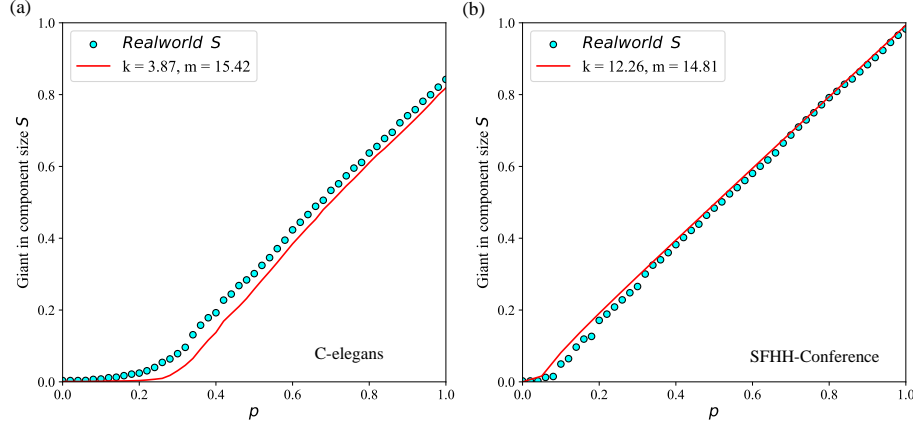 (a)
1.0
0.8
0.6
0.4
0.2
0.0
Giant in component size S
Realworld S
k = 3.87, m = 15.42
C-elegans
0.0 0.2 0.4 0.6 0.8 1.0
p
(b)
1.0
0.8
0.6
0.4
0.2
0.0
Giant in component size S
Realworld S
k = 12.26, m = 14.81
SFHH-Conference
0.0 0.2 0.4 0.6 0.8 1.0
p